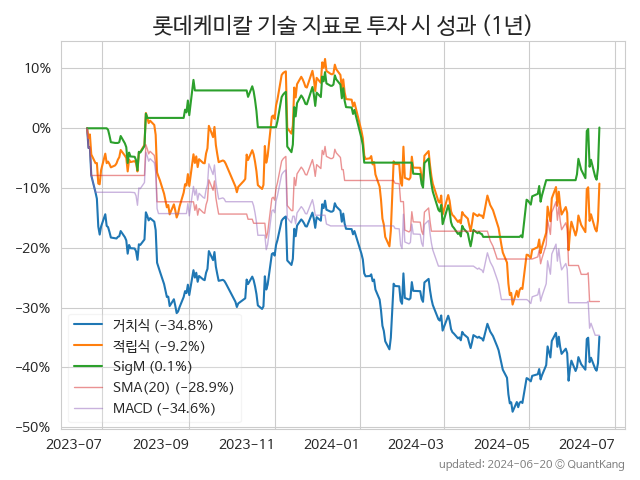 롯데케미칼 기술 지표로 투자 시 성과 (1년)
10%
0%
−10%
−20%
−30%
−40%
−50%
거치식 (−34.8%)
적립식 (−9.2%)
SigM (0.1%)
SMA(20) (−28.9%)
MACD (−34.6%)
2023−07 2023−09 2023−11 2024−01 2024−03 2024−05 2024−07
updated: 2024−06−20 © QuantKang